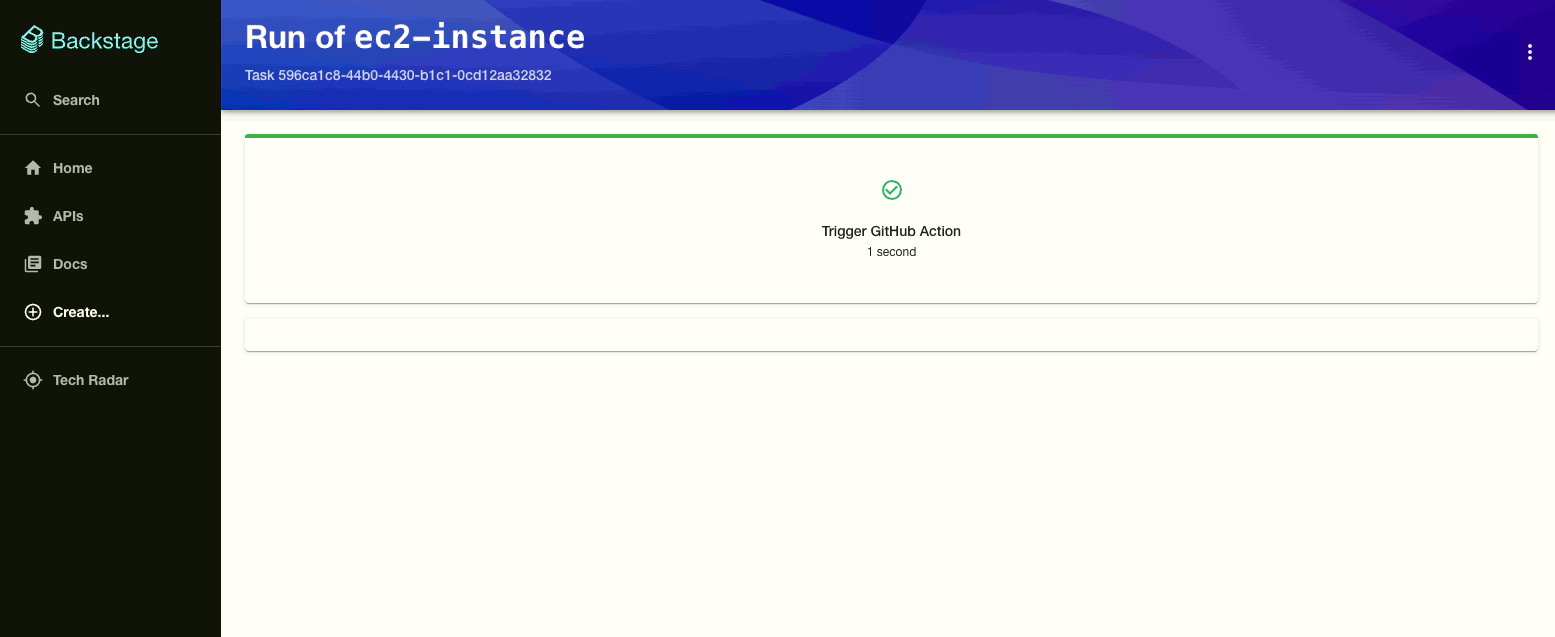 Backstage
Search
Home
APIs
Docs
Create...
Tech Radar
Run of ec2-instance
Task 596ca1c8-44b0-4430-b1c1-0cd12aa32832
Trigger GitHub Action
1 second